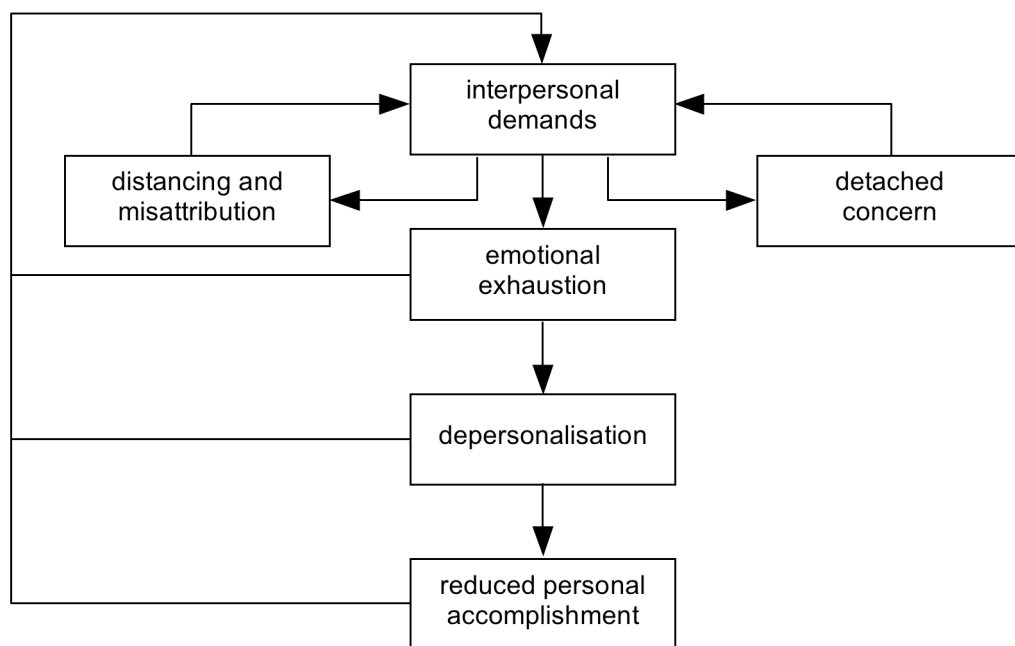 interpersonal
demands
distancing and
misattribution
detached
concern
emotional
exhaustion
depersonalisation
reduced personal
accomplishment